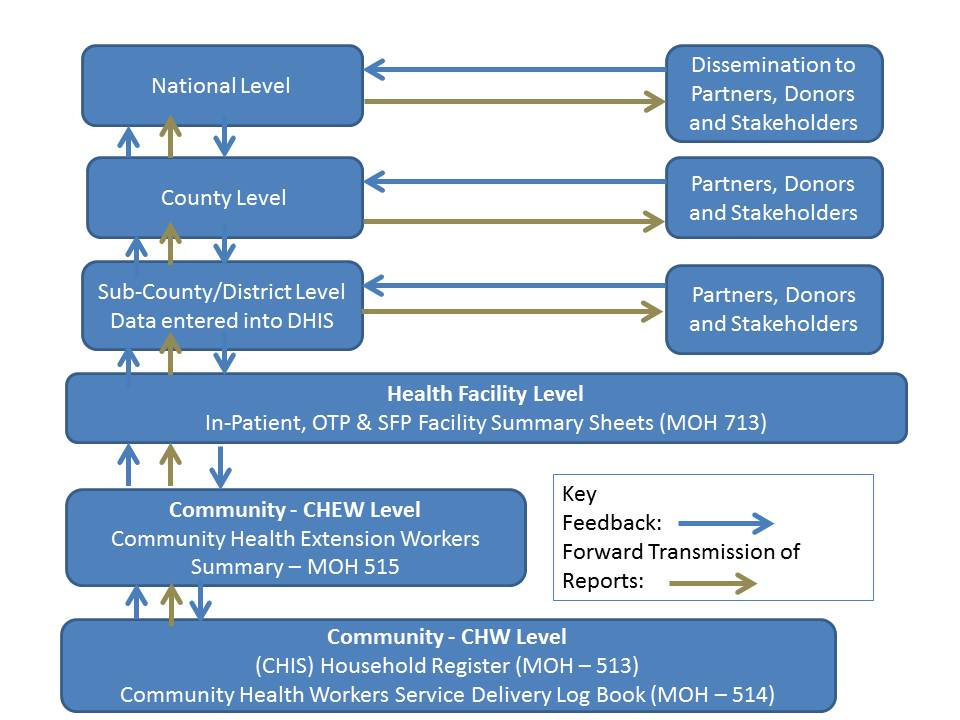 National Level
Dissemination to
Partners, Donors
and Stakeholders
County Level
Partners, Donors
and Stakeholders
Sub-County/District Level
Data entered into DHIS
Partners, Donors
and Stakeholders
Health Facility Level
In-Patient, OTP & SFP Facility Summary Sheets (MOH 713)
Community - CHEW Level
Community Health Extension Workers
Summary – MOH 515
Key
Feedback:
Forward Transmission of
Reports:
Community - CHW Level
(CHIS) Household Register (MOH – 513)
Community Health Workers Service Delivery Log Book (MOH – 514)